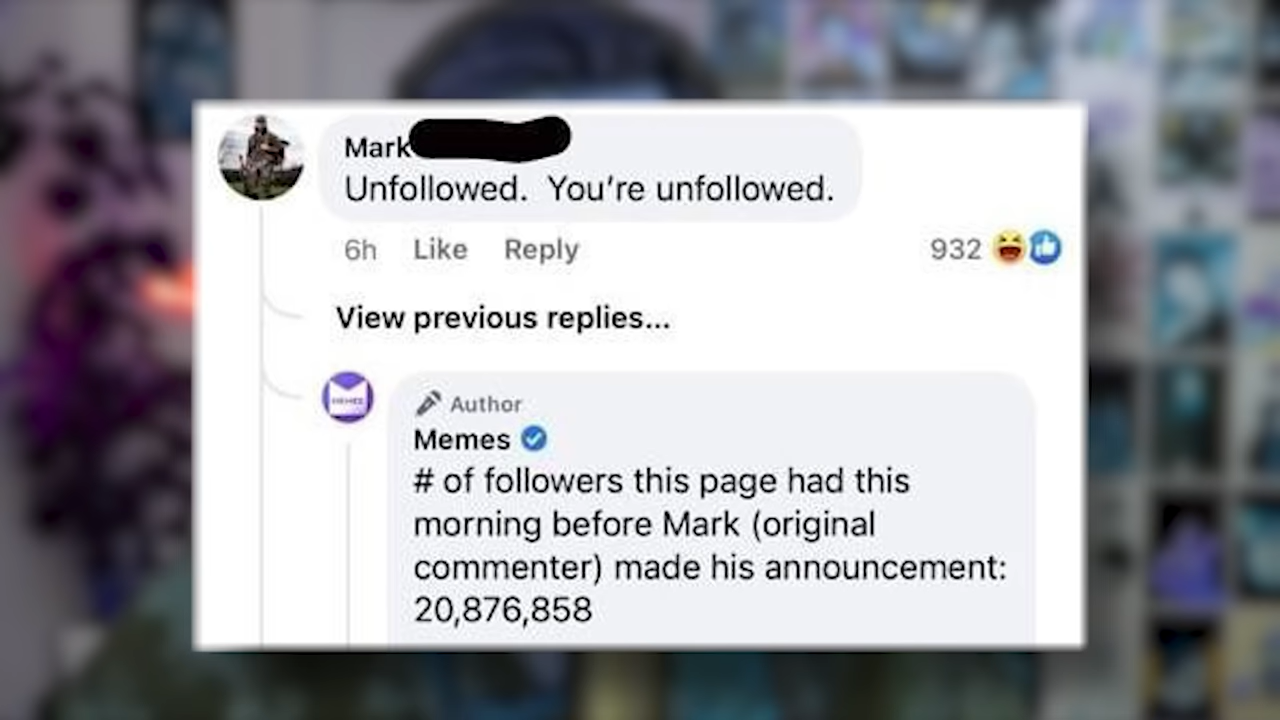 Mark
Unfollowed. You're unfollowed.
6h Like Reply 932
View previous replies...
Author
Memes
# of followers this page had this
morning before Mark (original
commenter) made his announcement:
20,876,858